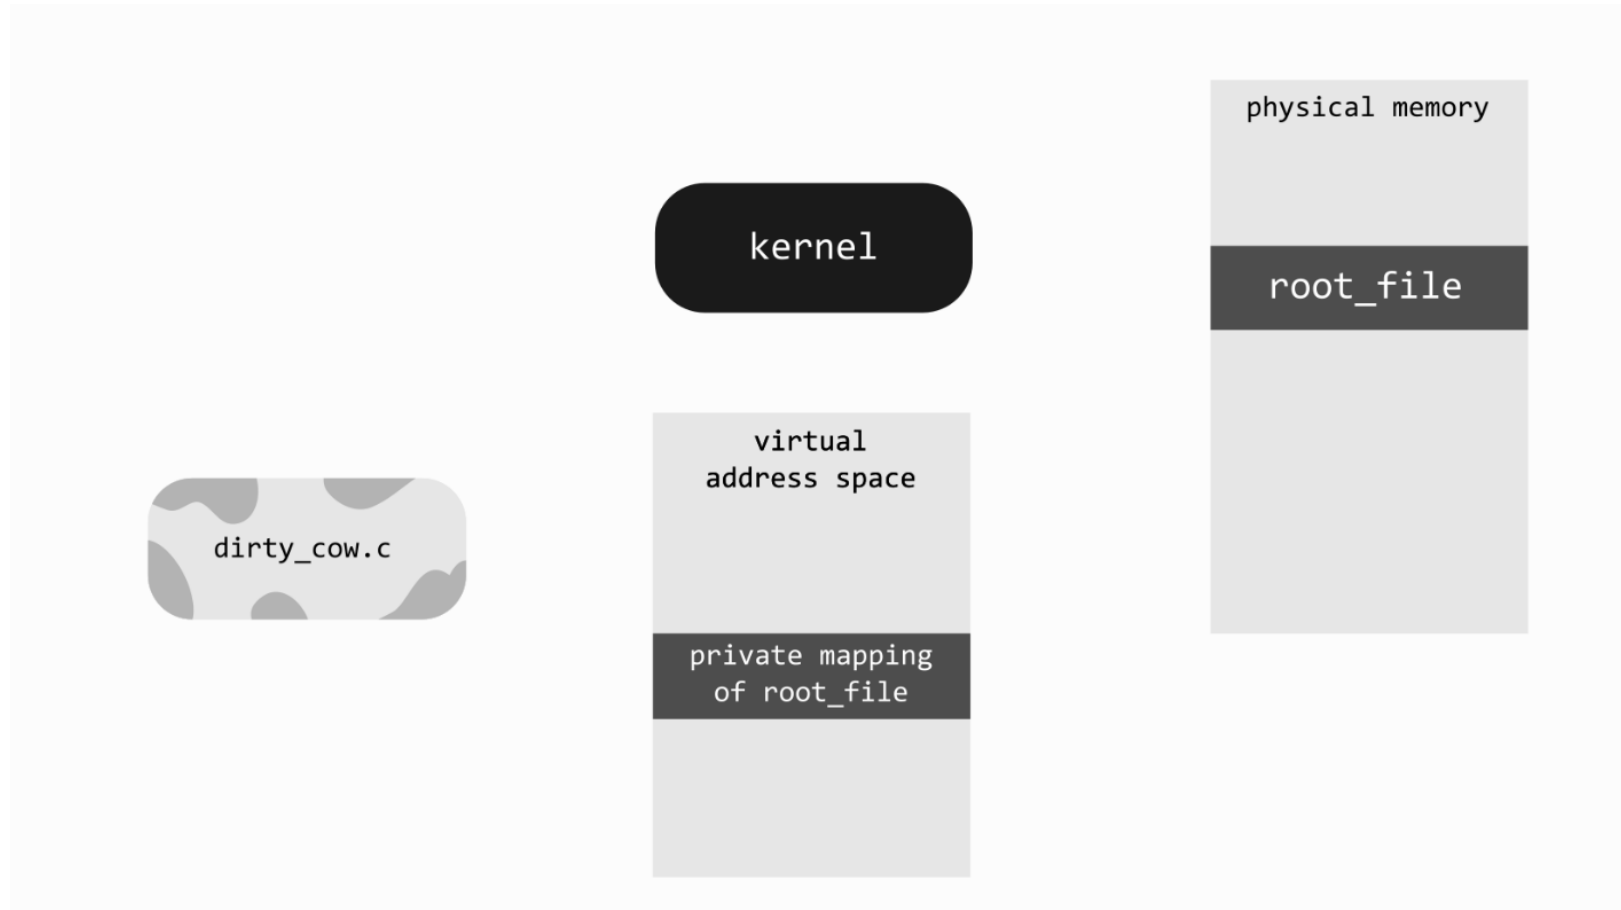 physical memory
kernel
root_file
virtual
address space
dirty_cow.c
private mapping
of root_file